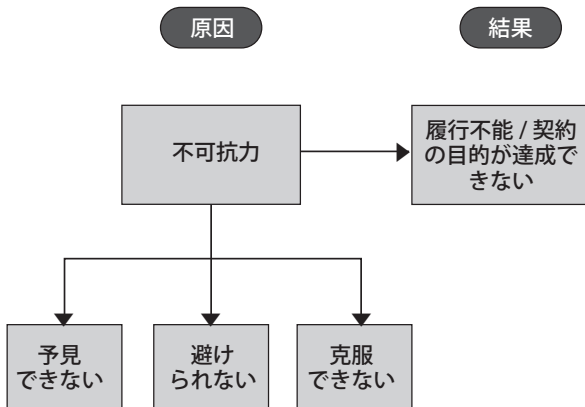 原因
結果
不可抗力
履行不能 / 契約
の目的が達成で
きない
予見
できない
避け
られない
克服
できない